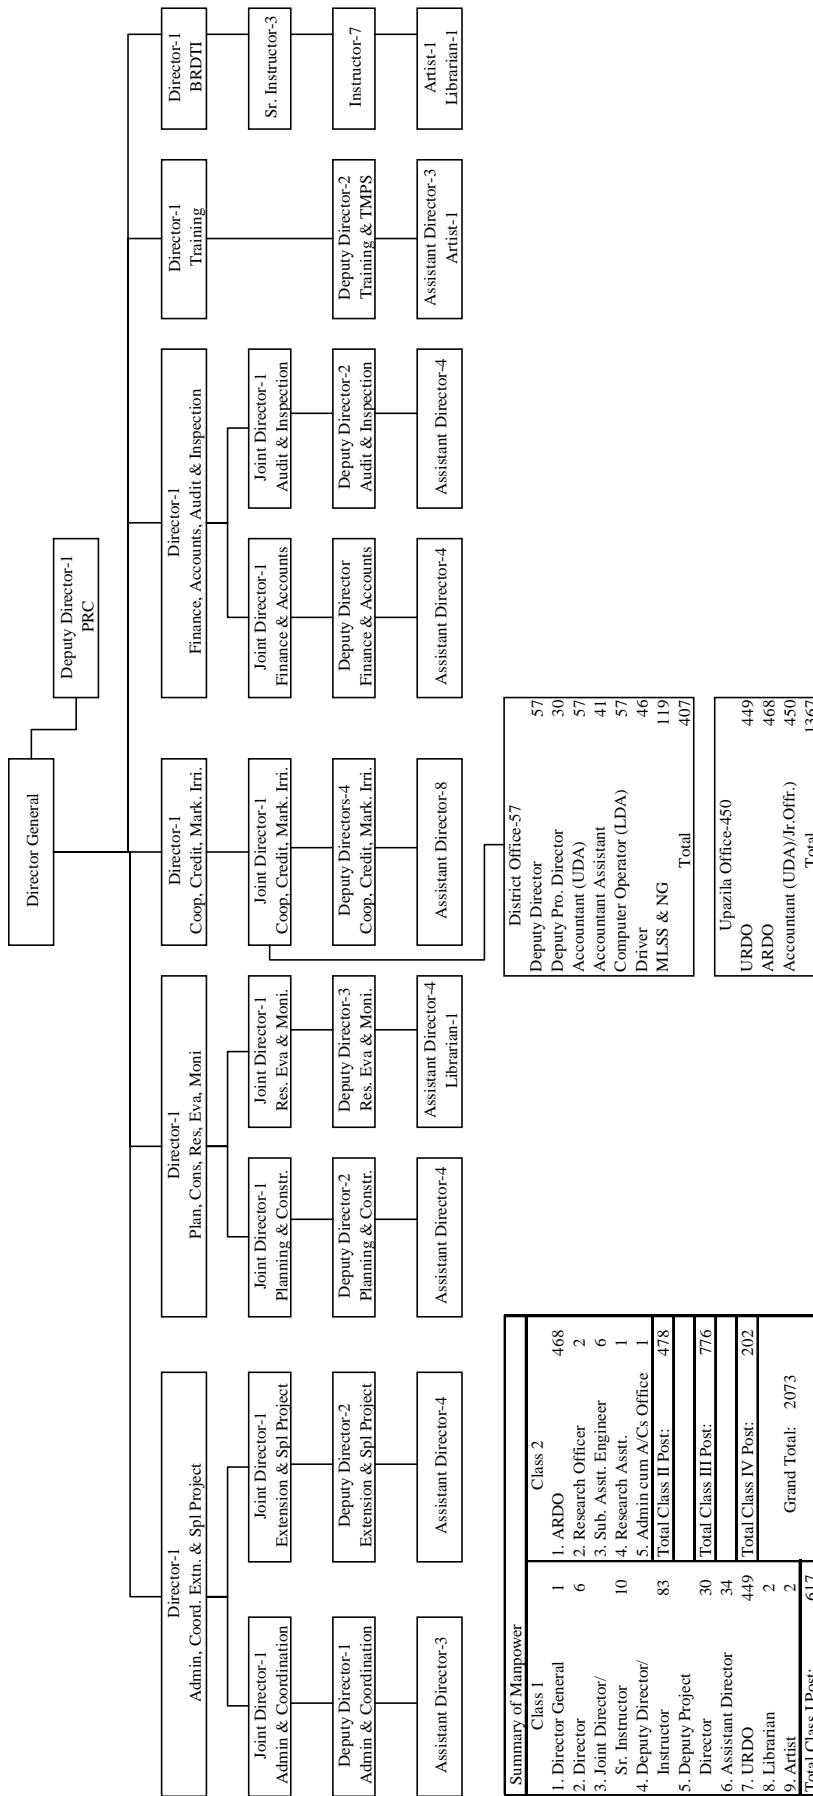 Director General
Deputy Director-1
PRC
Director-1
Admin, Coord. Extn. & Spl Project
Director-1
Plan, Cons, Res, Eva, Moni
Director-1
Coop, Credit, Mark. Irri.
Director-1
Finance, Accounts, Audit & Inspection
Director-1
Training
Director-1
BRDTI
Joint Director-1
Admin & Coordination
Joint Director-1
Extension & Spl Project
Joint Director-1
Planning & Constr.
Joint Director-1
Res. Eva & Moni.
Joint Director-1
Coop, Credit, Mark. Irri.
Joint Director-1
Finance & Accounts
Joint Director-1
Audit & Inspection
Sr. Instructor-3
Deputy Director-1
Admin & Coordination
Deputy Director-2
Extension & Spl Project
Deputy Director-2
Planning & Constr.
Deputy Director-3
Res. Eva & Moni.
Deputy Directors-4
Coop, Credit, Mark. Irri.
Deputy Director
Finance & Accounts
Deputy Director-2
Audit & Inspection
Deputy Director-2
Training & TMPS
Instructor-7
Assistant Director-3
Assistant Director-4
Assistant Director-4
Assistant Director-4
Librarian-1
Assistant Director-8
Assistant Director-4
Assistant Director-4
Assistant Director-3
Artist-1
Artist-1
Librarian-1
Summary of Manpower
Class 1
1. Director General 1
2. Director 6
3. Joint Director/
Sr. Instructor 10
4. Deputy Director/
Instructor 83
5. Deputy Project
Director 30
6. Assistant Director 34
7. URDO 449
8. Librarian 2
9. Artist 2
Total Class I Post: 617
Class 2
1. ARDO 468
2. Research Officer 2
3. Sub. Asstt. Engineer 6
4. Research Asstt. 1
5. Admin cum A/Cs Office 1
Total Class II Post: 478
Total Class III Post: 776
Total Class IV Post: 202
Grand Total: 2073
District Office-57
Deputy Director 57
Deputy Pro. Director 30
Accountant (UDA) 57
Accountant Assistant 41
Computer Operator (LDA) 57
Driver 46
MLSS & NG 119
Total 407
Upazila Office-450
URDO 449
ARDO 468
Accountant (UDA)/Jr.Offr.) 450
Total 1367